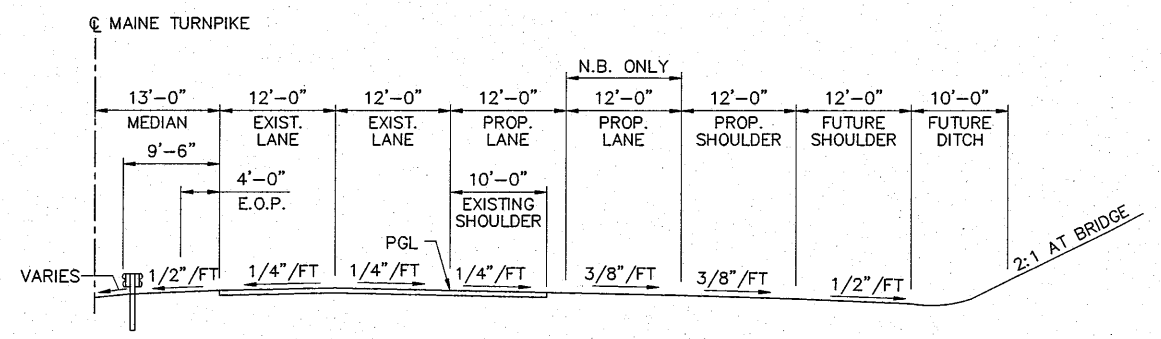 ℄ MAINE TURNPIKE
N.B. ONLY
13'-0" 12'-0" 12'-0" 12'-0" 12'-0" 12'-0" 12'-0" 10'-0"
MEDIAN EXIST. LANE EXIST. LANE PROP. LANE PROP. LANE PROP. SHOULDER FUTURE SHOULDER FUTURE DITCH
9'-6"
4'-0" 10'-0"
E.O.P. EXISTING SHOULDER
PGL
2:1 AT BRIDGE
VARIES 1/2"/FT 1/4"/FT 1/4"/FT 1/4"/FT 3/8"/FT 3/8"/FT 1/2"/FT